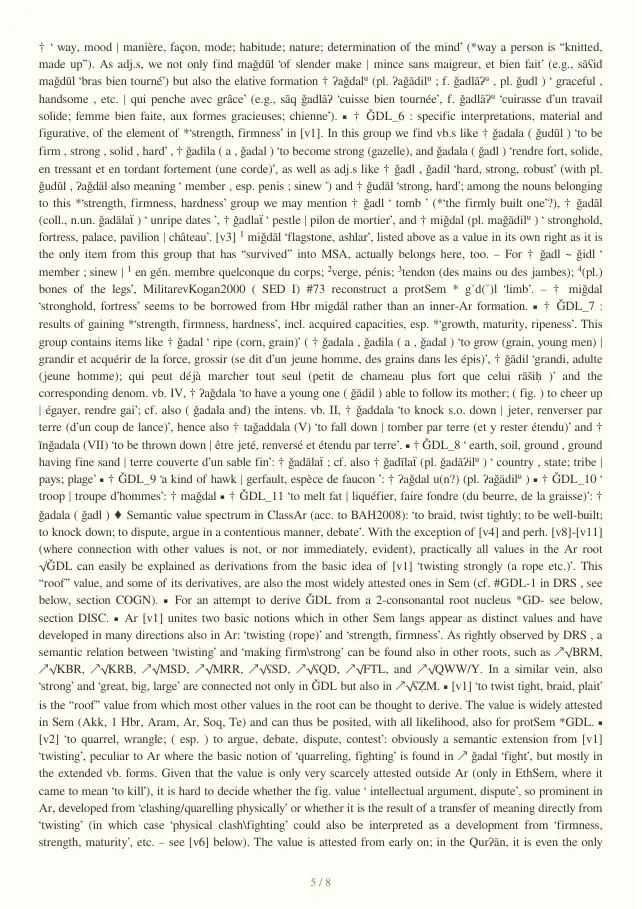 † ‘ way, mood | manière, façon, mode; habitude; nature; determination of the mind’ (*way a person is “knitted,
made up”). As adj.s, we not only find maǧdūl ‘of slender make | mince sans maigreur, et bien fait’ (e.g., sāʕid
maǧdūl ‘bras bien tourné’) but also the elative formation † ʔaǧdalᵘ (pl. ʔaǧādilᵘ ; f. ǧadlāʔᵘ , pl. ǧudl ) ‘ graceful ,
handsome , etc. | qui penche avec grâce’ (e.g., sāq ǧadlāʔ ‘cuisse bien tournée’, f. ǧadlāʔᵘ ‘cuirasse d’un travail
solide; femme bien faite, aux formes gracieuses; chienne’). ▪ † ǦDL_6 : specific interpretations, material and
figurative, of the element of *‘strength, firmness’ in [v1]. In this group we find vb.s like † ǧadala ( ǧudūl ) ‘to be
firm , strong , solid , hard’ , † ǧadila ( a , ǧadal ) ‘to become strong (gazelle), and ǧadala ( ǧadl ) ‘rendre fort, solide,
en tressant et en tordant fortement (une corde)’, as well as adj.s like † ǧadl , ǧadil ‘hard, strong, robust’ (with pl.
ǧudūl , ʔaǧdāl also meaning ‘ member , esp. penis ; sinew ’) and † ǧudāl ‘strong, hard’; among the nouns belonging
to this *‘strength, firmness, hardness’ group we may mention † ǧadl ‘ tomb ’ (*‘the firmly built one’?), † ǧadāl
(coll., n.un. ǧadālaẗ ) ‘ unripe dates ’, † ǧadlaẗ ‘ pestle | pilon de mortier’, and † miǧdal (pl. maǧādilᵘ ) ‘ stronghold,
fortress, palace, pavilion | château’. [v3] ¹ miǧdāl ‘flagstone, ashlar’, listed above as a value in its own right as it is
the only item from this group that has “survived” into MSA, actually belongs here, too. – For † ǧadl ~ ǧidl ‘
member ; sinew | ¹ en gén. membre quelconque du corps; ²verge, pénis; ³tendon (des mains ou des jambes); ⁴(pl.)
bones of the legs’, MilitarevKogan2000 ( SED I) #73 reconstruct a protSem * gˇd(ˇ)l ‘limb’. – † miǧdal
‘stronghold, fortress’ seems to be borrowed from Hbr migdāl rather than an inner-Ar formation. ▪ † ǦDL_7 :
results of gaining *‘strength, firmness, hardness’, incl. acquired capacities, esp. *‘growth, maturity, ripeness’. This
group contains items like † ǧadal ‘ ripe (corn, grain)’ ( † ǧadala , ǧadila ( a , ǧadal ) ‘to grow (grain, young men) |
grandir et acquérir de la force, grossir (se dit d’un jeune homme, des grains dans les épis)’, † ǧādil ‘grandi, adulte
(jeune homme); qui peut déjà marcher tout seul (petit de chameau plus fort que celui rāšiḥ )’ and the
corresponding denom. vb. IV, † ʔaǧdala ‘to have a young one ( ǧādil ) able to follow its mother; ( fig. ) to cheer up
| égayer, rendre gai’; cf. also ( ǧadala and) the intens. vb. II, † ǧaddala ‘to knock s.o. down | jeter, renverser par
terre (d’un coup de lance)’, hence also † taǧaddala (V) ‘to fall down | tomber par terre (et y rester étendu)’ and †
ĭnǧadala (VII) ‘to be thrown down | être jeté, renversé et étendu par terre’. ▪ † ǦDL_8 ‘ earth, soil, ground , ground
having fine sand | terre couverte d’un sable fin’: † ǧadālaẗ ; cf. also † ǧadīlaẗ (pl. ǧadāʔilᵘ ) ‘ country , state; tribe |
pays; plage’ ▪ † ǦDL_9 ‘a kind of hawk | gerfault, espèce de faucon ’: † ʔaǧdal u(n?) (pl. ʔaǧādilᵘ ) ▪ † ǦDL_10 ‘
troop | troupe d’hommes’: † maǧdal ▪ † ǦDL_11 ‘to melt fat | liquéfier, faire fondre (du beurre, de la graisse)’: †
ǧadala ( ǧadl ) ♦ Semantic value spectrum in ClassAr (acc. to BAH2008): ‘to braid, twist tightly; to be well-built;
to knock down; to dispute, argue in a contentious manner, debate’. With the exception of [v4] and perh. [v8]-[v11]
(where connection with other values is not, or nor immediately, evident), practically all values in the Ar root
√ǦDL can easily be explained as derivations from the basic idea of [v1] ‘twisting strongly (a rope etc.)’. This
“roof” value, and some of its derivatives, are also the most widely attested ones in Sem (cf. #GDL-1 in DRS , see
below, section COGN). ▪ For an attempt to derive ǦDL from a 2-consonantal root nucleus *GD- see below,
section DISC. ▪ Ar [v1] unites two basic notions which in other Sem langs appear as distinct values and have
developed in many directions also in Ar: ‘twisting (rope)’ and ‘strength, firmness’. As rightly observed by DRS , a
semantic relation between ‘twisting’ and ‘making firm\strong’ can be found also in other roots, such as ↗√BRM,
↗√KBR, ↗√KRB, ↗√MSD, ↗√MRR, ↗√ʕṢD, ↗√ʕQD, ↗√FTL, and ↗√QWW/Y. In a similar vein, also
‘strong’ and ‘great, big, large’ are connected not only in ǦDL but also in ↗√ʕẒM. ▪ [v1] ‘to twist tight, braid, plait’
is the “roof” value from which most other values in the root can be thought to derive. The value is widely attested
in Sem (Akk, 1 Hbr, Aram, Ar, Soq, Te) and can thus be posited, with all likelihood, also for protSem *GDL. ▪
[v2] ‘to quarrel, wrangle; ( esp. ) to argue, debate, dispute, contest’: obviously a semantic extension from [v1]
‘twisting’, peculiar to Ar where the basic notion of ‘quareling, fighting’ is found in ↗ ǧadal ‘fight’, but mostly in
the extended vb. forms. Given that the value is only very scarcely attested outside Ar (only in EthSem, where it
came to mean ‘to kill’), it is hard to decide whether the fig. value ‘ intellectual argument, dispute’, so prominent in
Ar, developed from ‘clashing/quarelling physically’ or whether it is the result of a transfer of meaning directly from
‘twisting’ (in which case ‘physical clash\fighting’ could also be interpreted as a development from ‘firmness,
strength, maturity’, etc. – see [v6] below). The value is attested from early on; in the Qurʔān, it is even the only
5 / 8